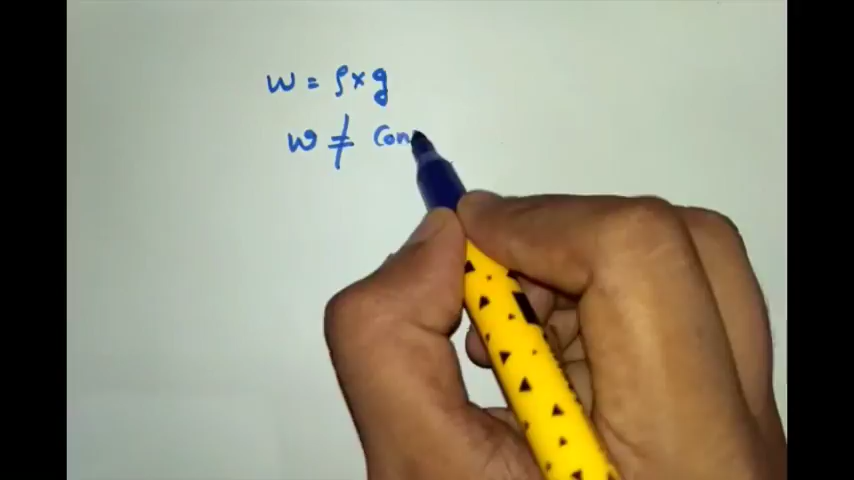 w = ρ × g
w ≠ Con